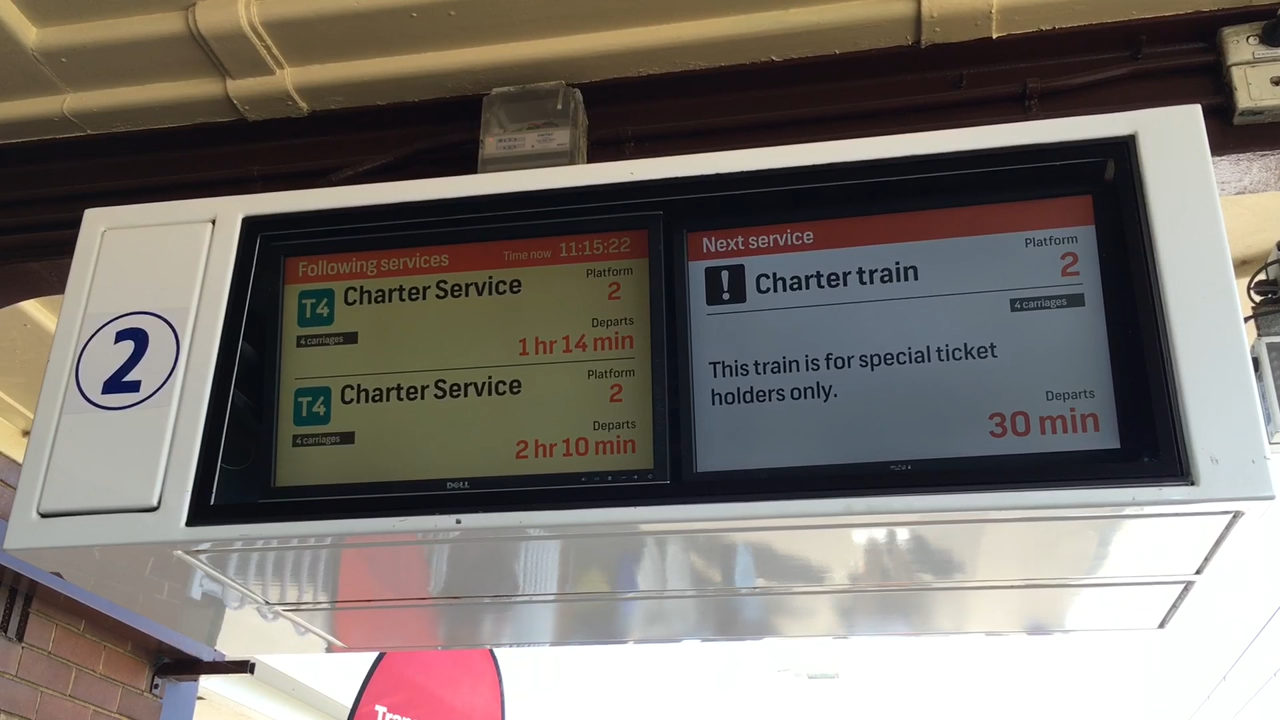 2
Following services Time now 11:15:22
T4 Charter Service
Platform
2
4 carriages
Departs
1 hr 14 min
T4 Charter Service
Platform
2
4 carriages
Departs
2 hr 10 min
DELL
Next service
! Charter train
Platform
2
4 carriages
This train is for special ticket
holders only.
Departs
30 min